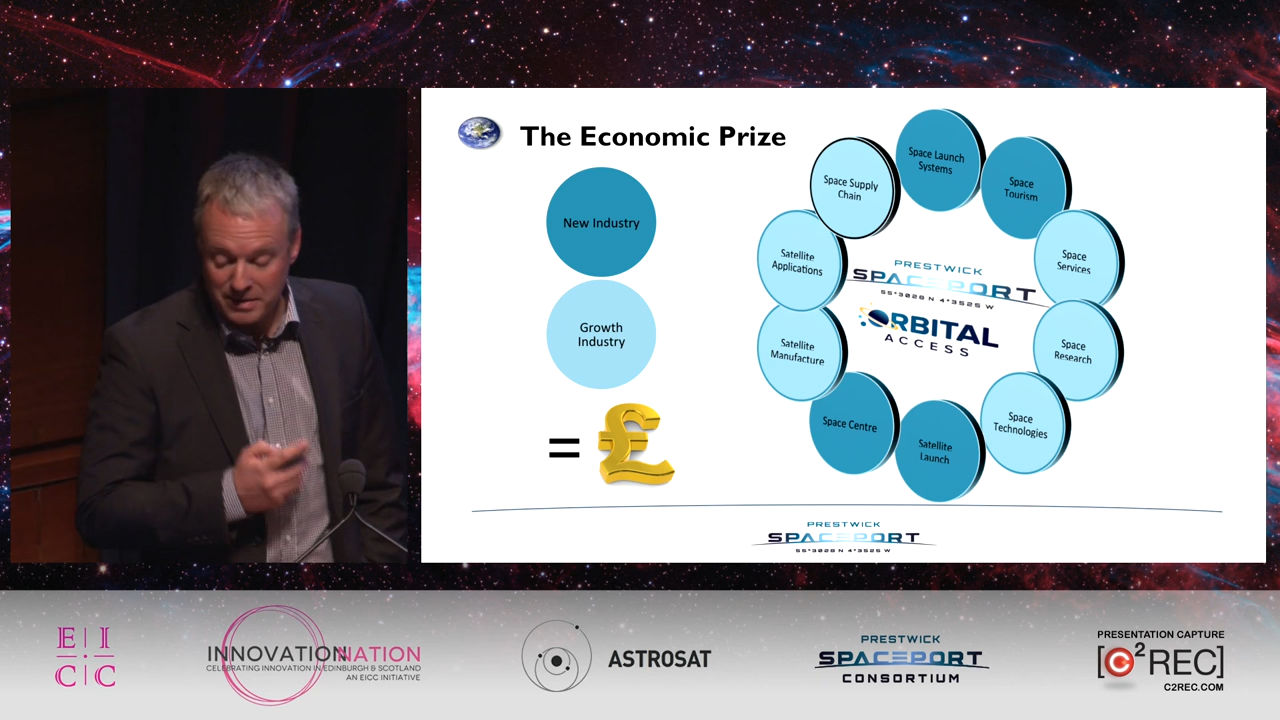 The Economic Prize
New Industry
Growth
Industry
= £
Space Launch
Systems
Space
Tourism
Space
Services
Space
Research
Space
Technologies
Satellite
Launch
Space Centre
Satellite
Manufacture
Satellite
Applications
Space Supply
Chain
PRESTWICK
SPACEPORT
55°3028 N 4°3525 W
ORBITAL
ACCESS
PRESTWICK
SPACEPORT
55°3028 N 4°3525 W
E I
C C
INNOVATIONNATION
CELEBRATING INNOVATION IN EDINBURGH & SCOTLAND
AN EICC INITIATIVE
ASTROSAT
PRESTWICK
SPACEPORT
CONSORTIUM
PRESENTATION CAPTURE
[C2REC]
C2REC.COM